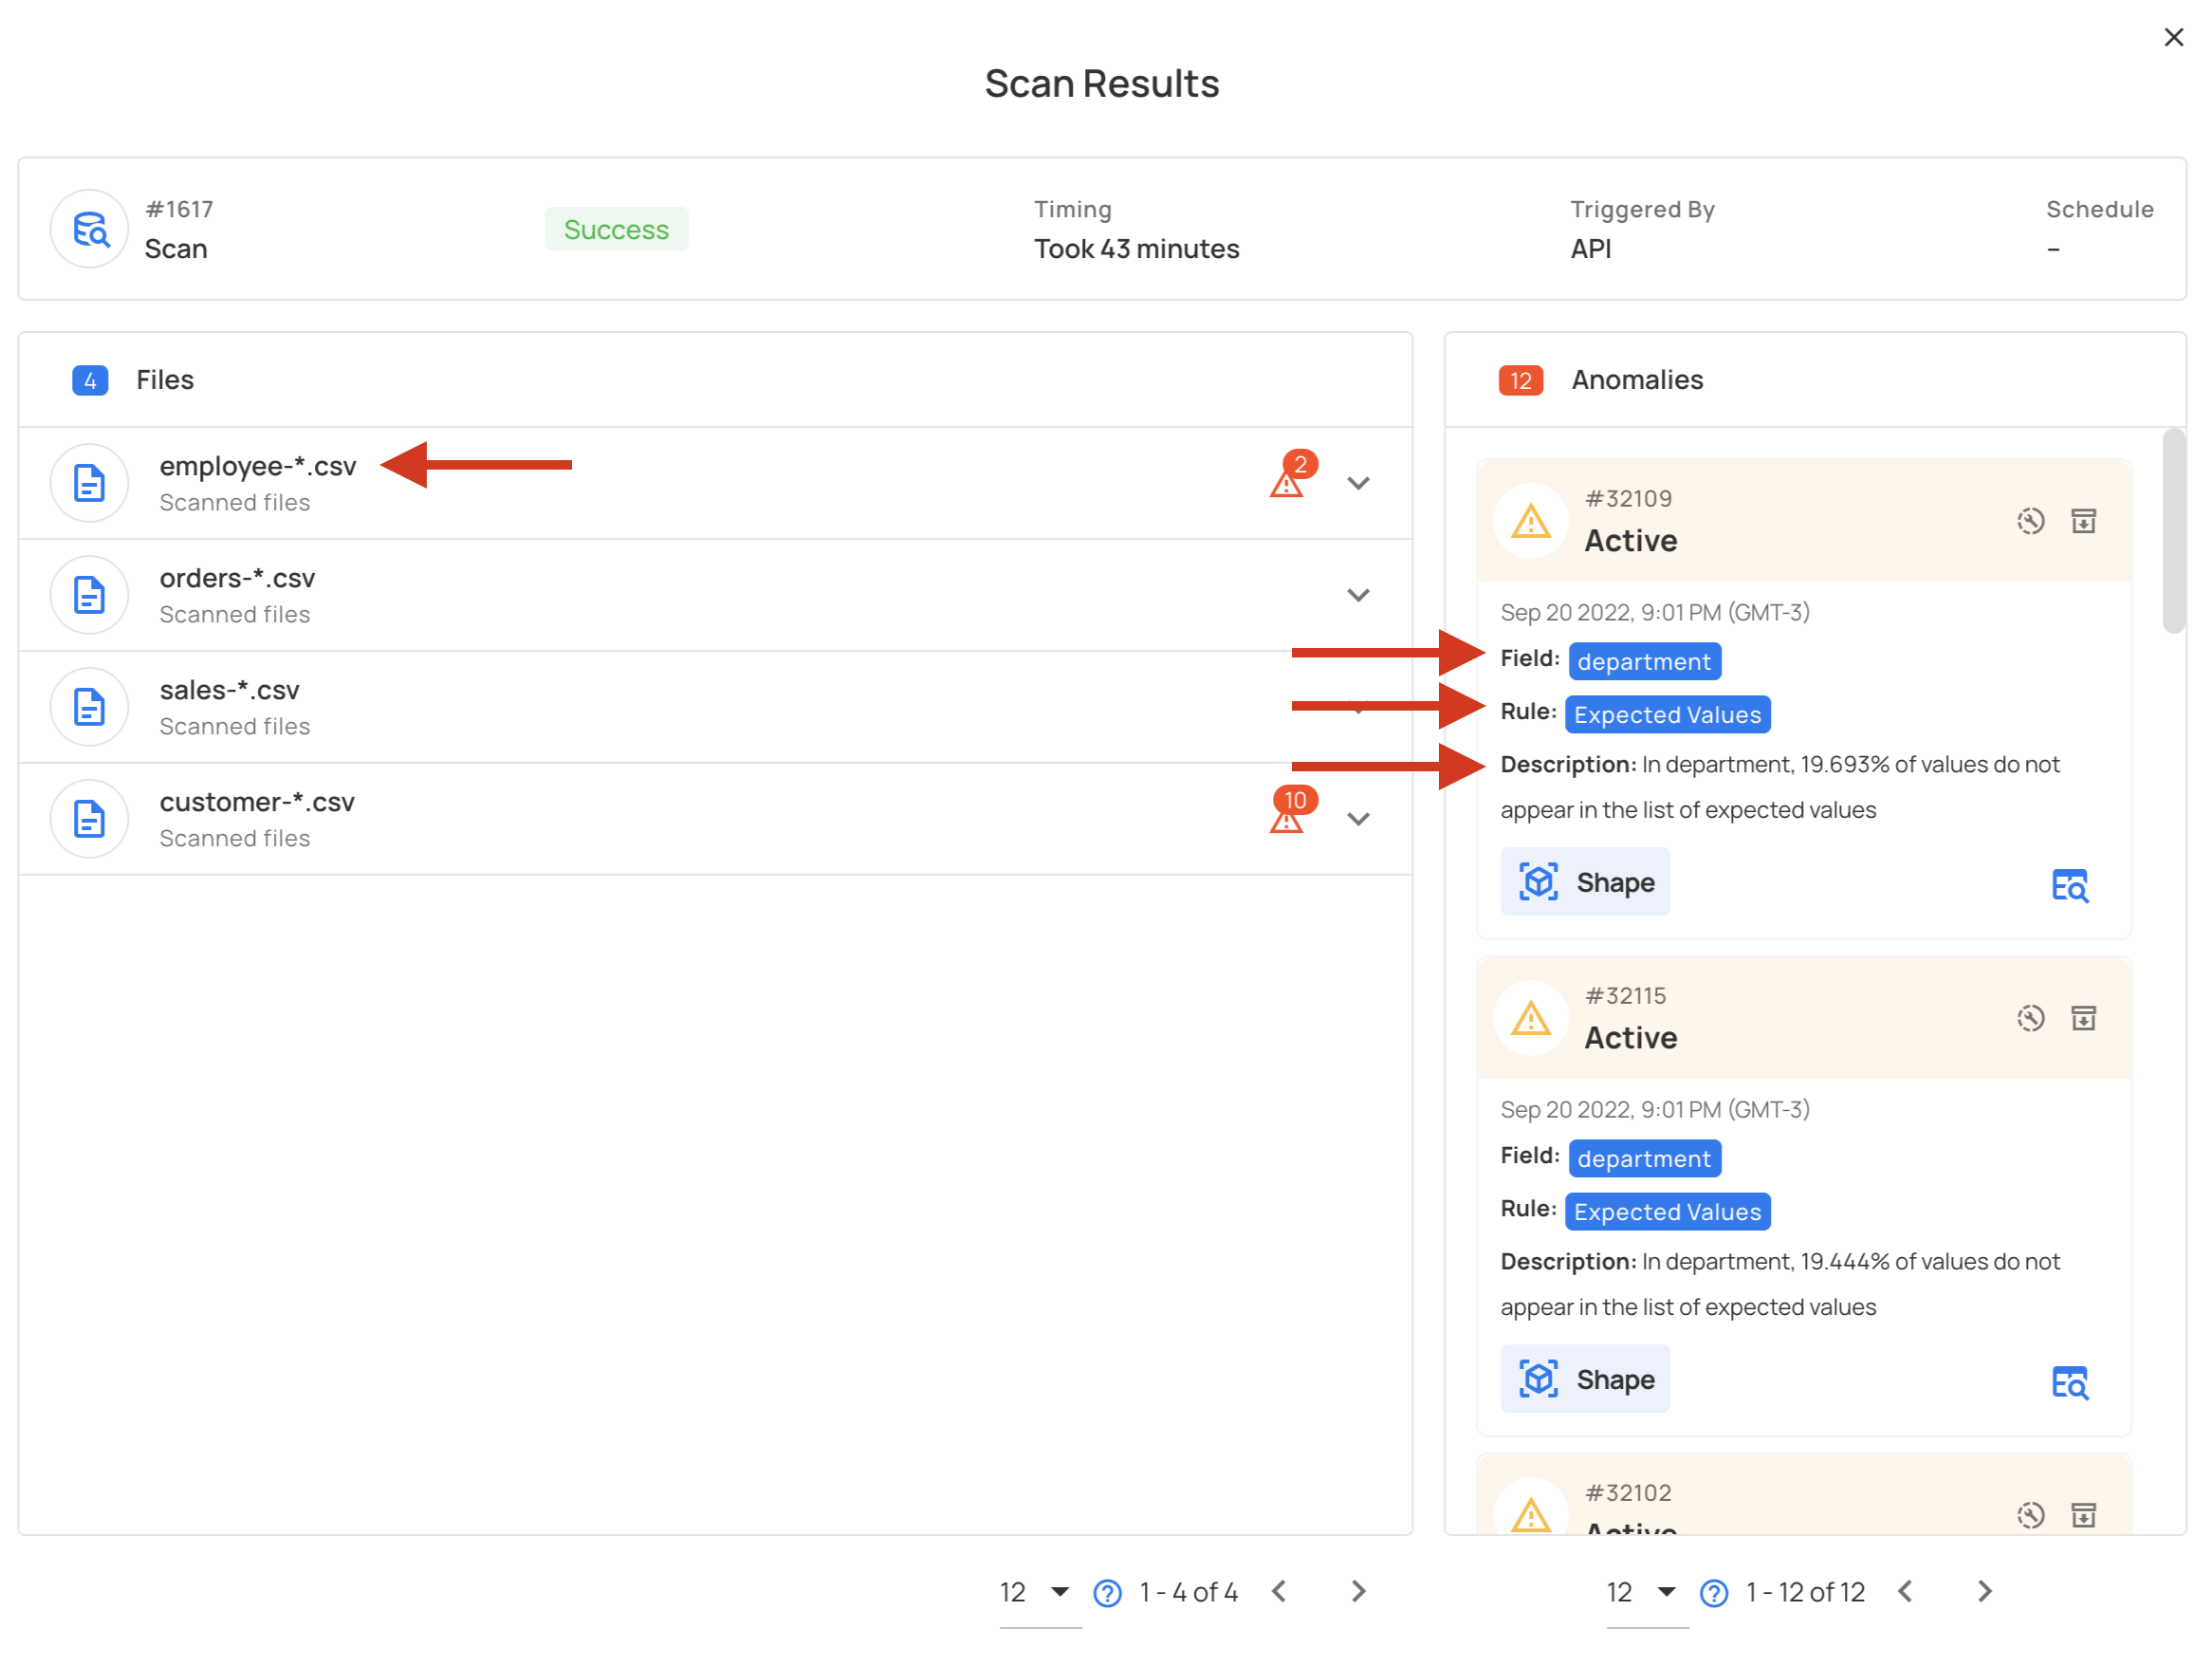 Scan Results
#1617
Scan
Success
Timing
Took 43 minutes
Triggered By
API
Schedule
–
4 Files
employee-*.csv
Scanned files
2
orders-*.csv
Scanned files
sales-*.csv
Scanned files
customer-*.csv
Scanned files
10
12 ? 1 - 4 of 4
12 Anomalies
#32109
Active
Sep 20 2022, 9:01 PM (GMT-3)
Field: department
Rule: Expected Values
Description: In department, 19.693% of values do not
appear in the list of expected values
Shape
#32115
Active
Sep 20 2022, 9:01 PM (GMT-3)
Field: department
Rule: Expected Values
Description: In department, 19.444% of values do not
appear in the list of expected values
Shape
#32102
Active
12 ? 1 - 12 of 12